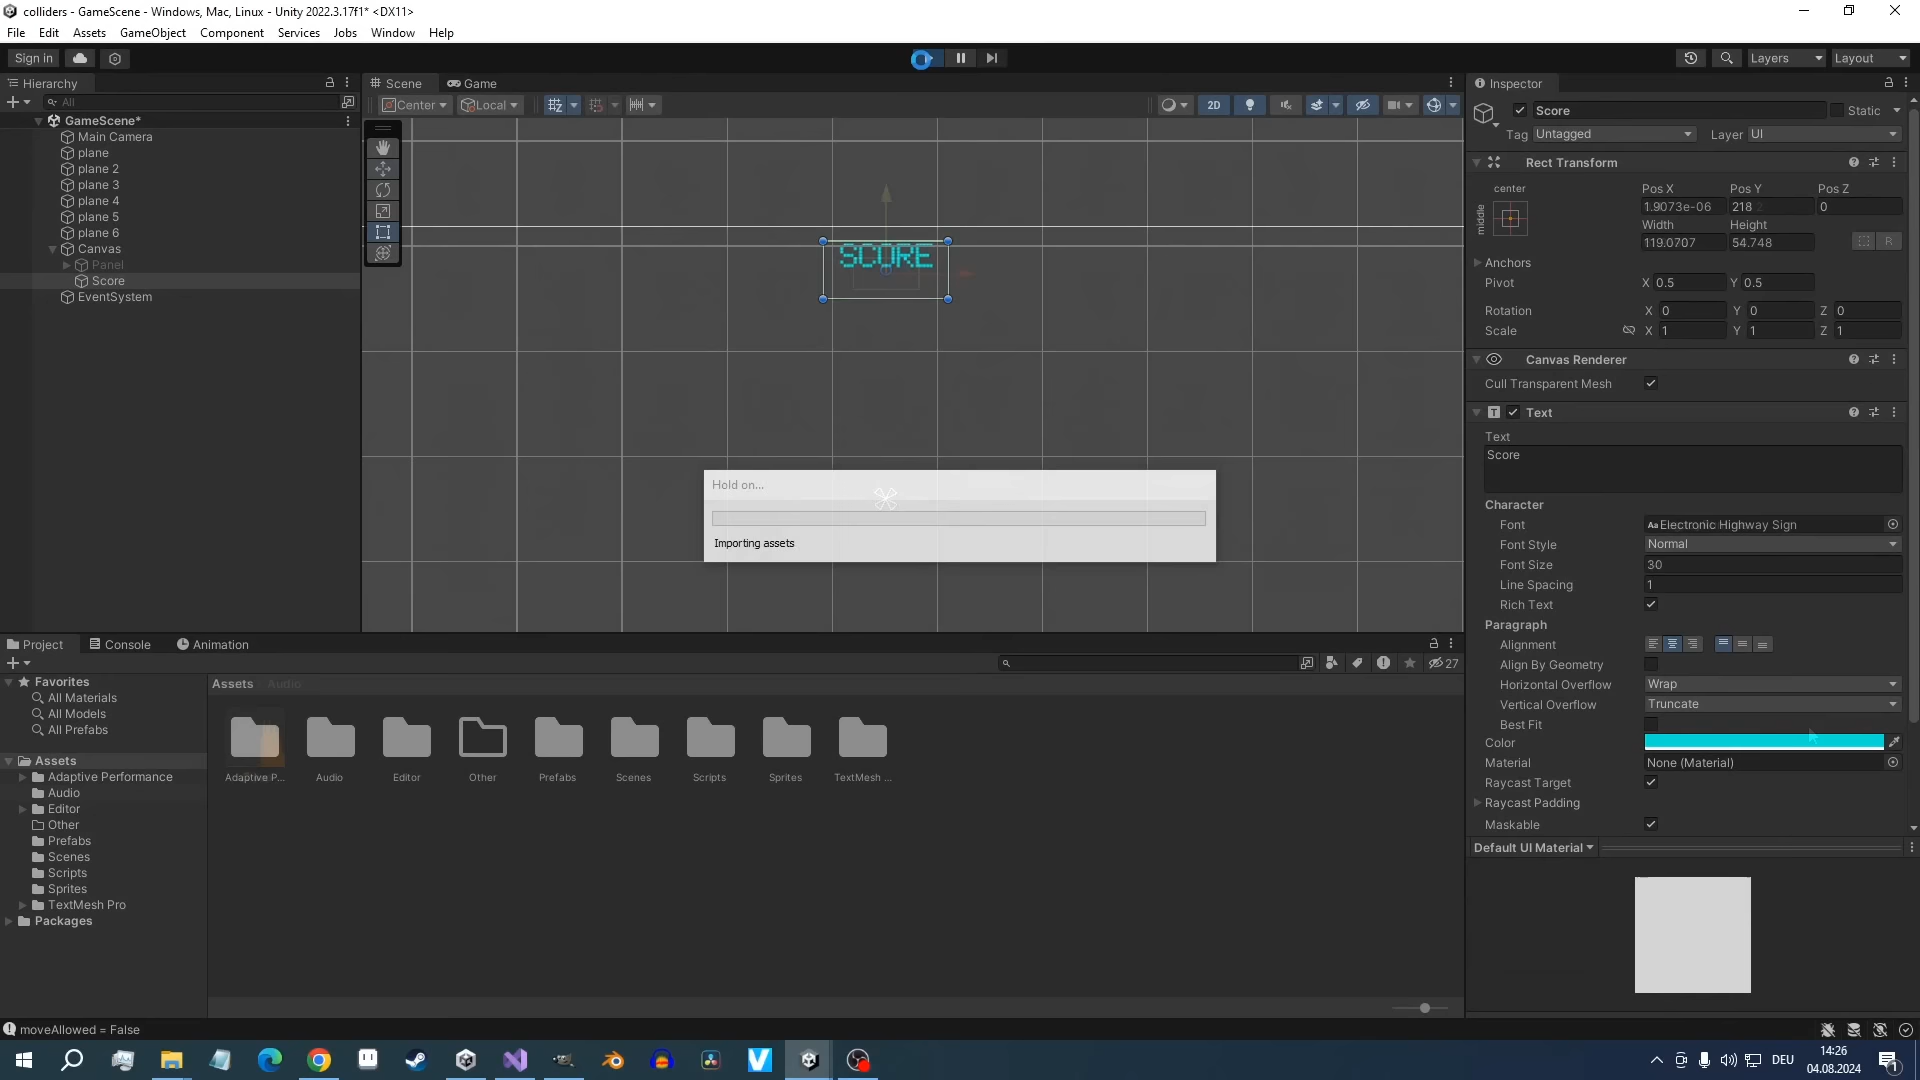 colliders - GameScene - Windows, Mac, Linux - Unity 2022.3.17f1* <DX11>
File Edit Assets GameObject Component Services Jobs Window Help
Sign in
Layers
Layout
Hierarchy
All
GameScene*
Main Camera
plane
plane 2
plane 3
plane 4
plane 5
plane 6
Canvas
Panel
Score
EventSystem
Scene
Game
Center
Local
2D
SCORE
Hold on...
Importing assets
Inspector
Score
Static
Tag Untagged Layer UI
Rect Transform
center
middle
Pos X Pos Y Pos Z
1.9073e-06 218 0
Width Height
119.0707 54.748
R
Anchors
Pivot X 0.5 Y 0.5
Rotation X 0 Y 0 Z 0
Scale X 1 Y 1 Z 1
Canvas Renderer
Cull Transparent Mesh
Text
Text
Score
Character
Font Aa Electronic Highway Sign
Font Style Normal
Font Size 30
Line Spacing 1
Rich Text
Paragraph
Alignment
Align By Geometry
Horizontal Overflow Wrap
Vertical Overflow Truncate
Best Fit
Color
Material None (Material)
Raycast Target
Raycast Padding
Maskable
Default UI Material
Project Console Animation
27
Favorites
All Materials
All Models
All Prefabs
Assets
Adaptive Performance
Audio
Editor
Other
Prefabs
Scenes
Scripts
Sprites
TextMesh Pro
Packages
Assets Audio
Adaptive P... Audio Editor Other Prefabs Scenes Scripts Sprites TextMesh ...
moveAllowed = False
DEU
14:26
04.08.2024
1